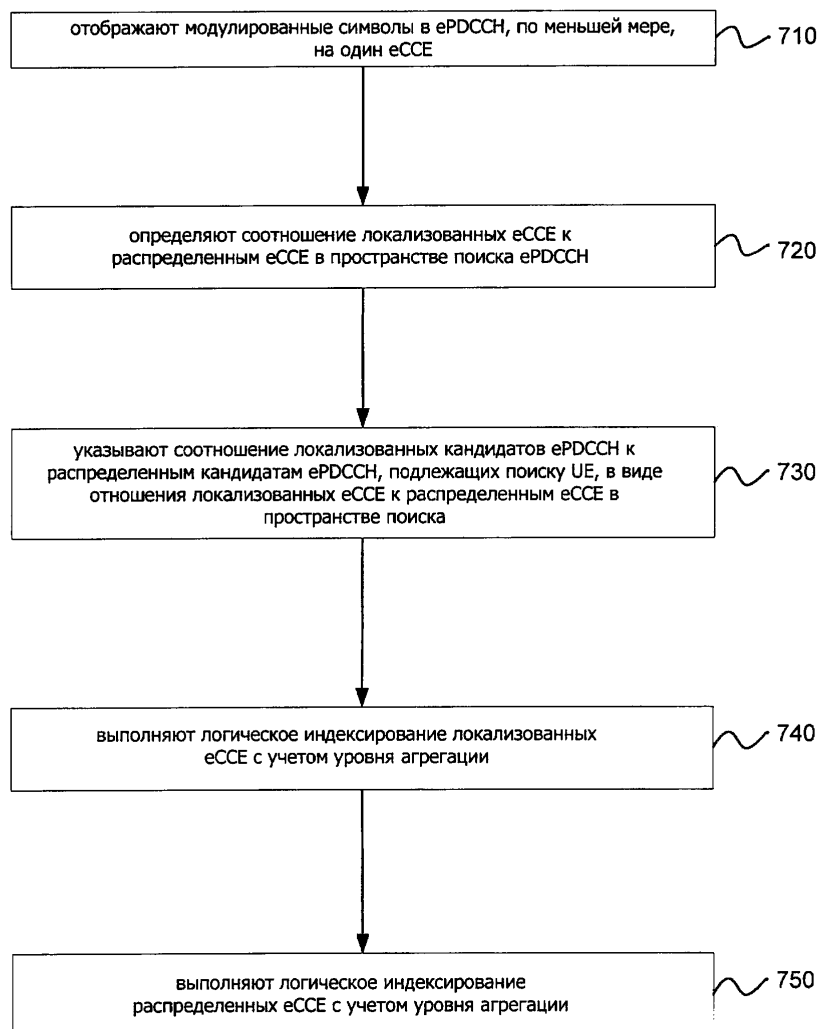 отображают модулированные символы в ePDCCH, по меньшей мере,
на один eCCE
710
определяют соотношение локализованных eCCE к
распределенным eCCE в пространстве поиска ePDCCH
720
указывают соотношение локализованных кандидатов ePDCCH к
распределенным кандидатам ePDCCH, подлежащих поиску UE, в виде
отношения локализованных eCCE к распределенным eCCE в
пространстве поиска
730
выполняют логическое индексирование локализованных
eCCE с учетом уровня агрегации
740
выполняют логическое индексирование
распределенных eCCE с учетом уровня агрегации
750